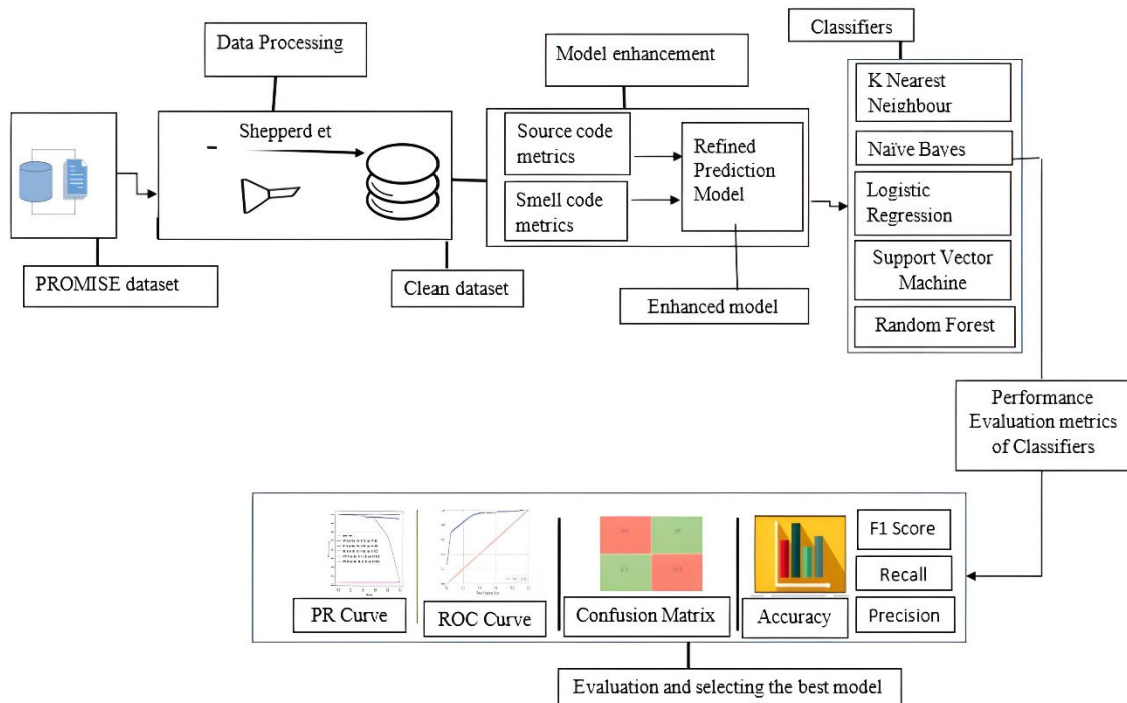 Data Processing
Model enhancement
Classifiers
Shepperd et
Source code
metrics
Smell code
metrics
Refined
Prediction
Model
K Nearest
Neighbour
Naïve Bayes
Logistic
Regression
Support Vector
Machine
Random Forest
PROMISE dataset
Clean dataset
Enhanced model
Performance
Evaluation metrics
of Classifiers
PR Curve
ROC Curve
Confusion Matrix
Accuracy
F1 Score
Recall
Precision
Evaluation and selecting the best model